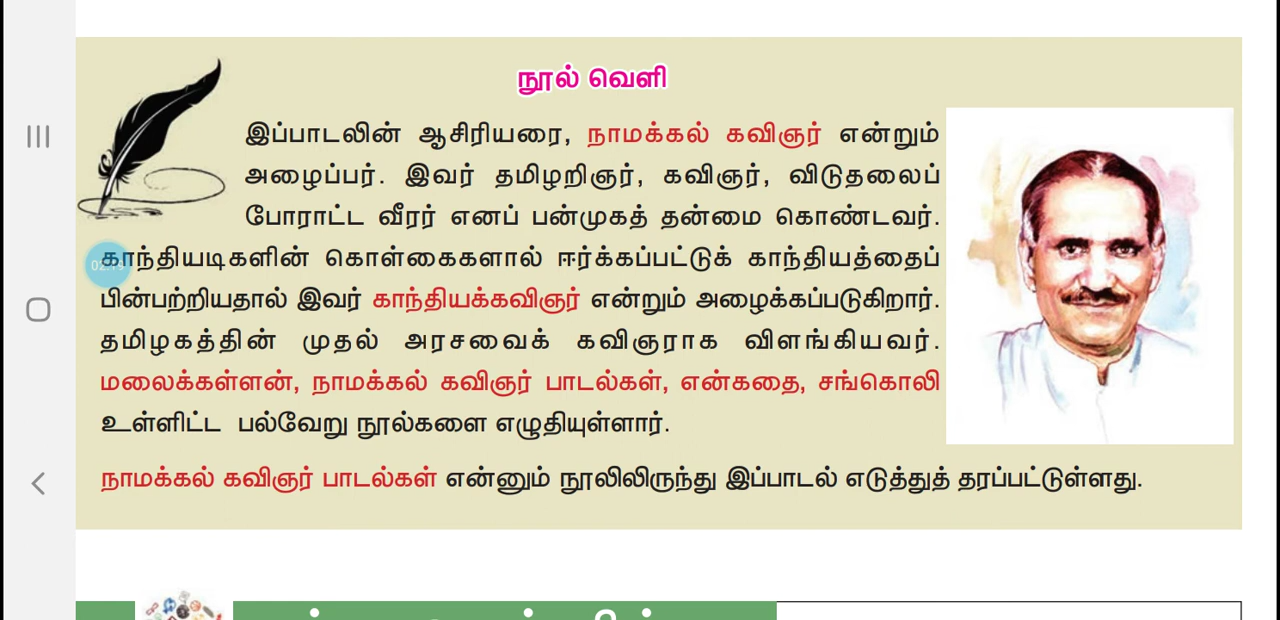 நூல் வெளி
இப்பாடலின் ஆசிரியரை, நாமக்கல் கவிஞர் என்றும்
அழைப்பர். இவர் தமிழறிஞர், கவிஞர், விடுதலைப்
போராட்ட வீரர் எனப் பன்முகத் தன்மை கொண்டவர்.
காந்தியடிகளின் கொள்கைகளால் ஈர்க்கப்பட்டுக் காந்தியத்தைப்
பின்பற்றியதால் இவர் காந்தியக்கவிஞர் என்றும் அழைக்கப்படுகிறார்.
தமிழகத்தின் முதல் அரசவைக் கவிஞராக விளங்கியவர்.
மலைக்கள்ளன், நாமக்கல் கவிஞர் பாடல்கள், என்கதை, சங்கொலி
உள்ளிட்ட பல்வேறு நூல்களை எழுதியுள்ளார்.
நாமக்கல் கவிஞர் பாடல்கள் என்னும் நூலிலிருந்து இப்பாடல் எடுத்துத் தரப்பட்டுள்ளது.